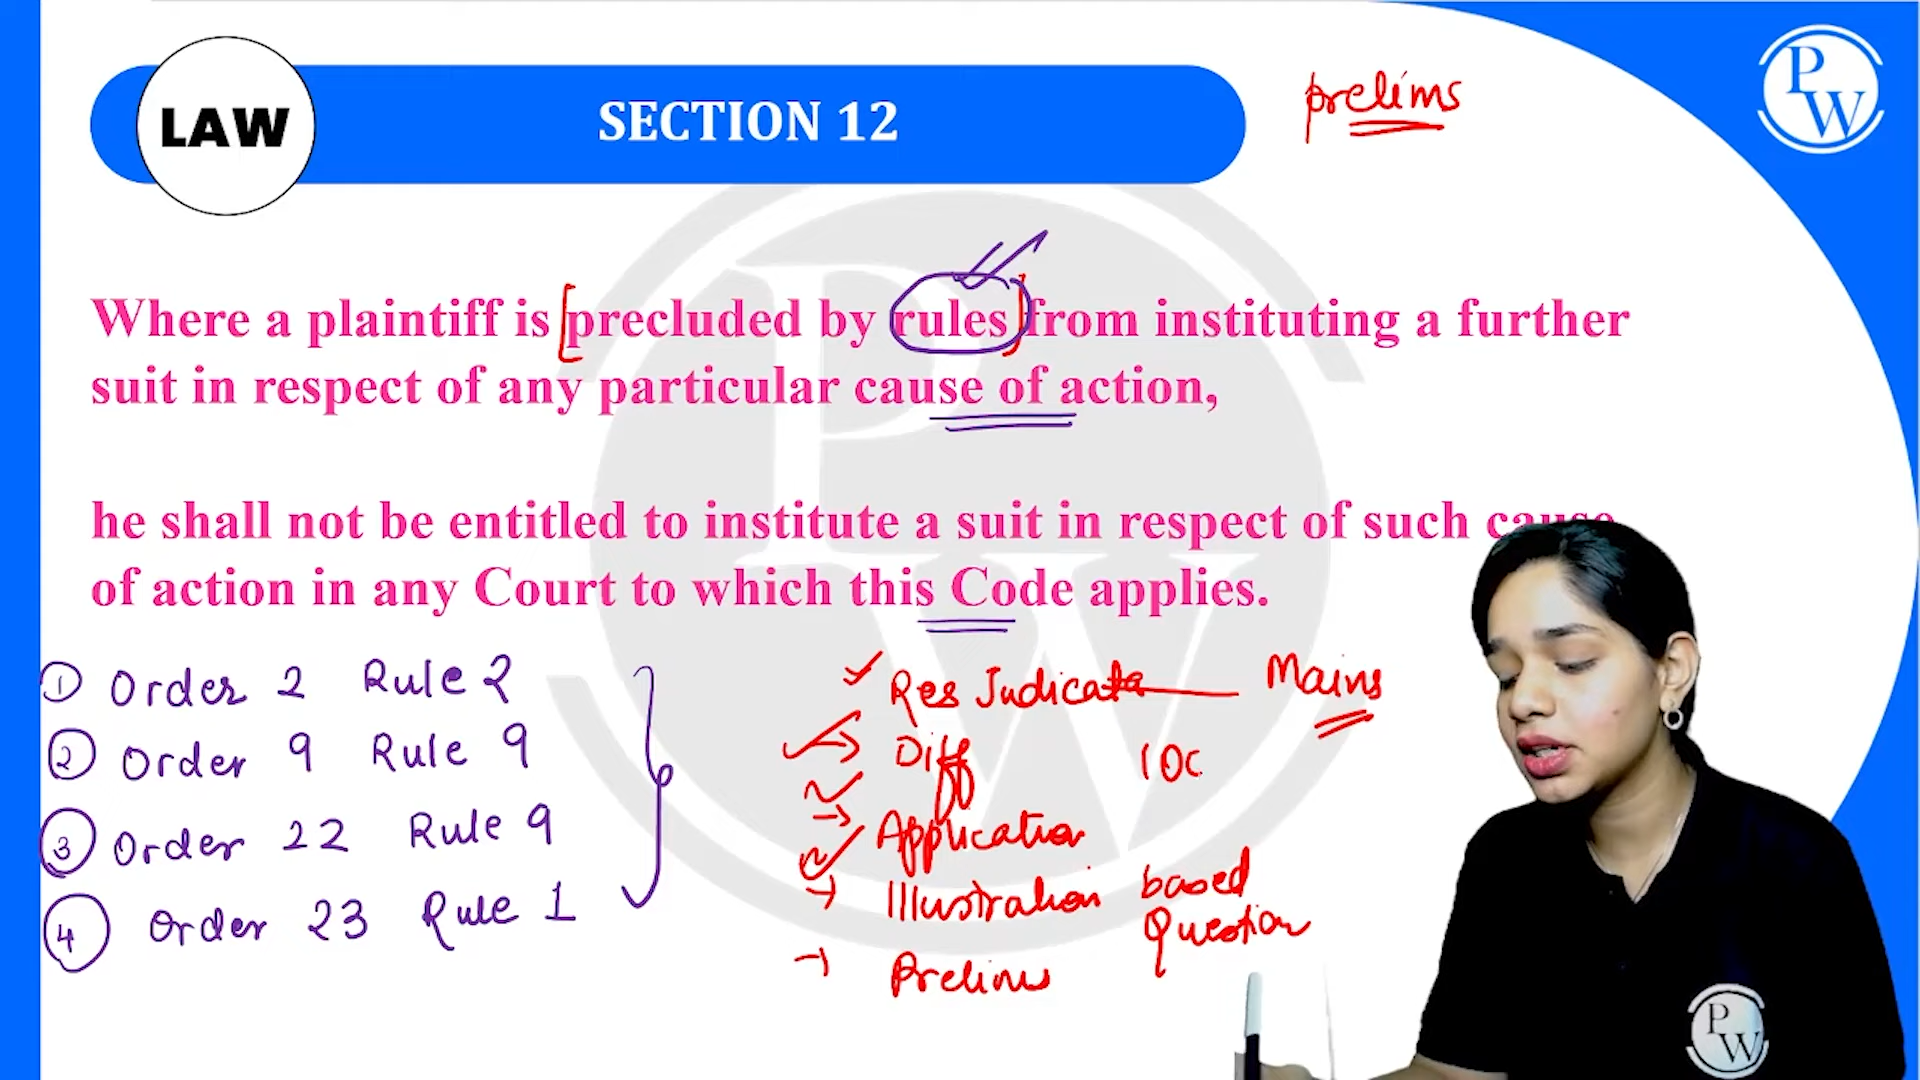 LAW
SECTION 12
prelims
PW
Where a plaintiff is [precluded by rules] from instituting a further
suit in respect of any particular cause of action,
he shall not be entitled to institute a suit in respect of such cause
of action in any Court to which this Code applies.
1 Order 2 Rule 2
2 Order 9 Rule 9
3 Order 22 Rule 9
4 Order 23 Rule 1
Res Judicata Mains
Diff 10
Application
Illustration based
Question
Prelims
PW